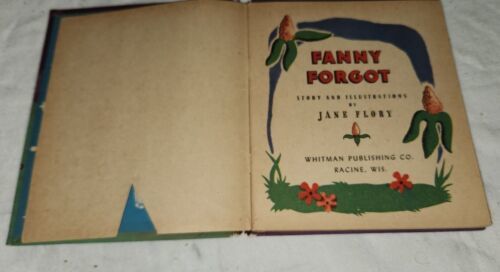 FANNY
FORGOT
STORY AND ILLUSTRATIONS
BY
JANE FLORY
WHITMAN PUBLISHING CO.
RACINE, WIS.